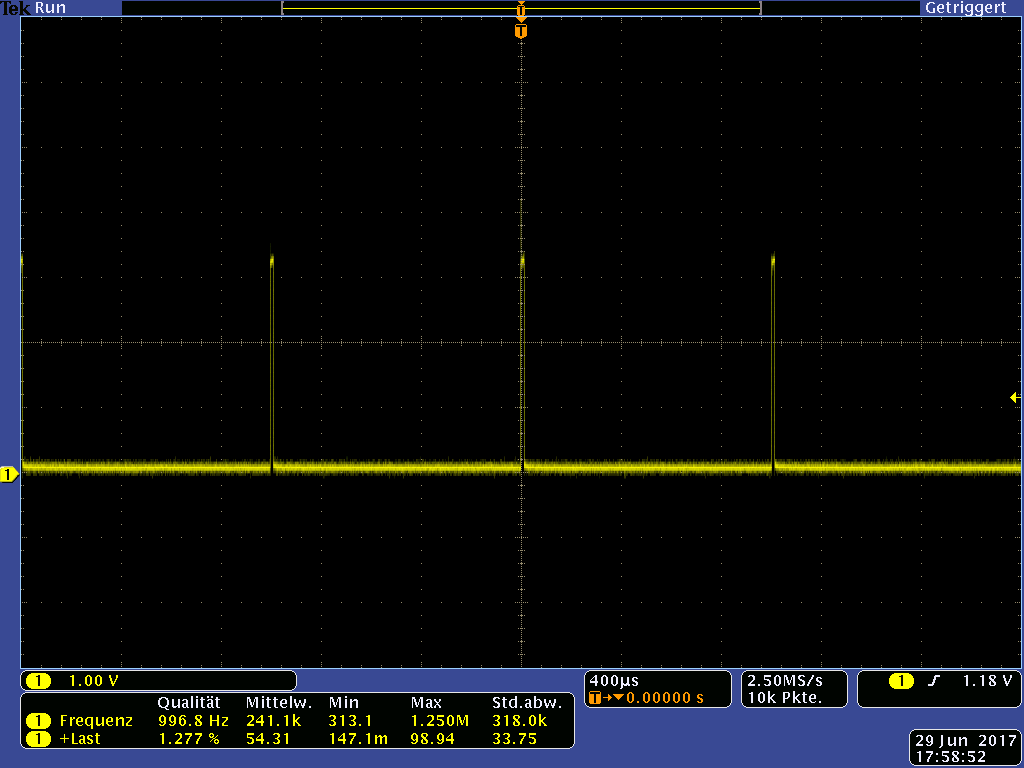 Tek Run
Getriggert
T
T
1
1 1.00 V
400µs
T→▼0.00000 s
2.50MS/s
10k Pkte.
1 1.18 V
Qualität Mittelw. Min Max Std.abw.
1 Frequenz 996.8 Hz 241.1k 313.1 1.250M 318.0k
1 +Last 1.277 % 54.31 147.1m 98.94 33.75
29 Jun 2017
17:58:52